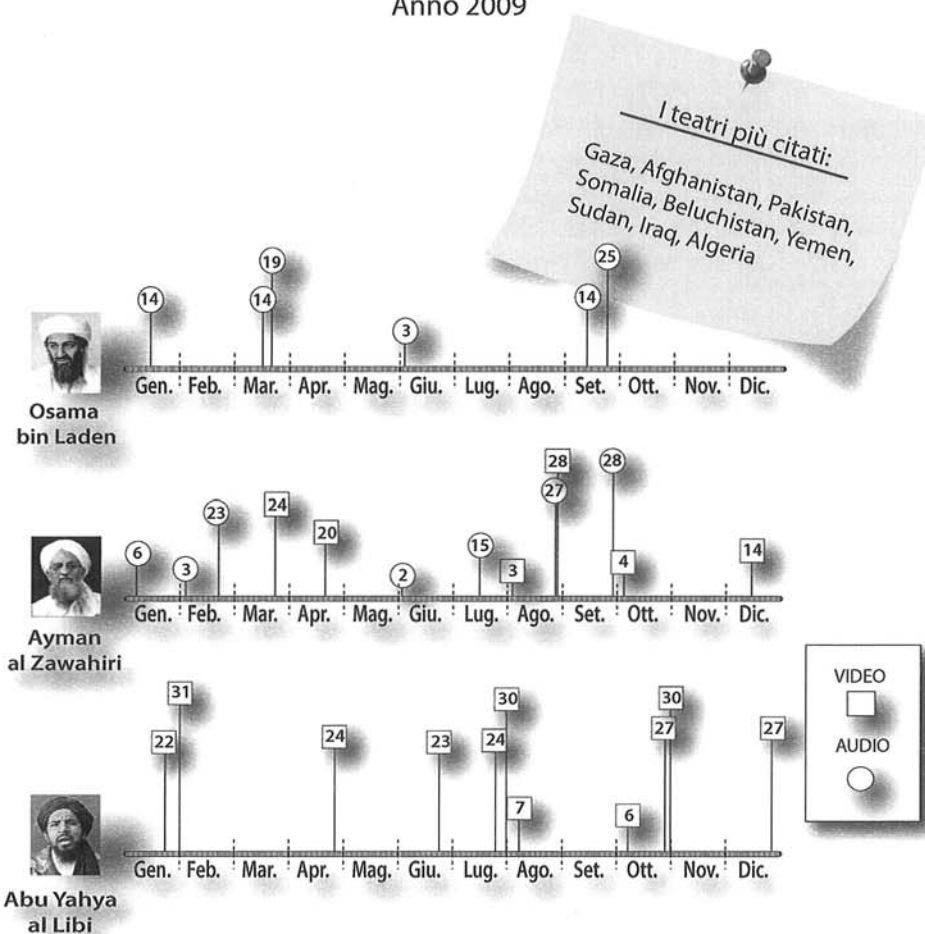 Anno 2009
I teatri più citati:
Gaza, Afghanistan, Pakistan,
Somalia, Beluchistan, Yemen,
Sudan, Iraq, Algeria
14 14 19 3 14 25
Gen. Feb. Mar. Apr. Mag. Giu. Lug. Ago. Set. Ott. Nov. Dic.
Osama
bin Laden
6 3 23 24 20 2 15 3 28 27 28 4 14
Gen. Feb. Mar. Apr. Mag. Giu. Lug. Ago. Set. Ott. Nov. Dic.
Ayman
al Zawahiri
22 31 24 23 24 30 7 6 27 30 27
Gen. Feb. Mar. Apr. Mag. Giu. Lug. Ago. Set. Ott. Nov. Dic.
Abu Yahya
al Libi
VIDEO
AUDIO